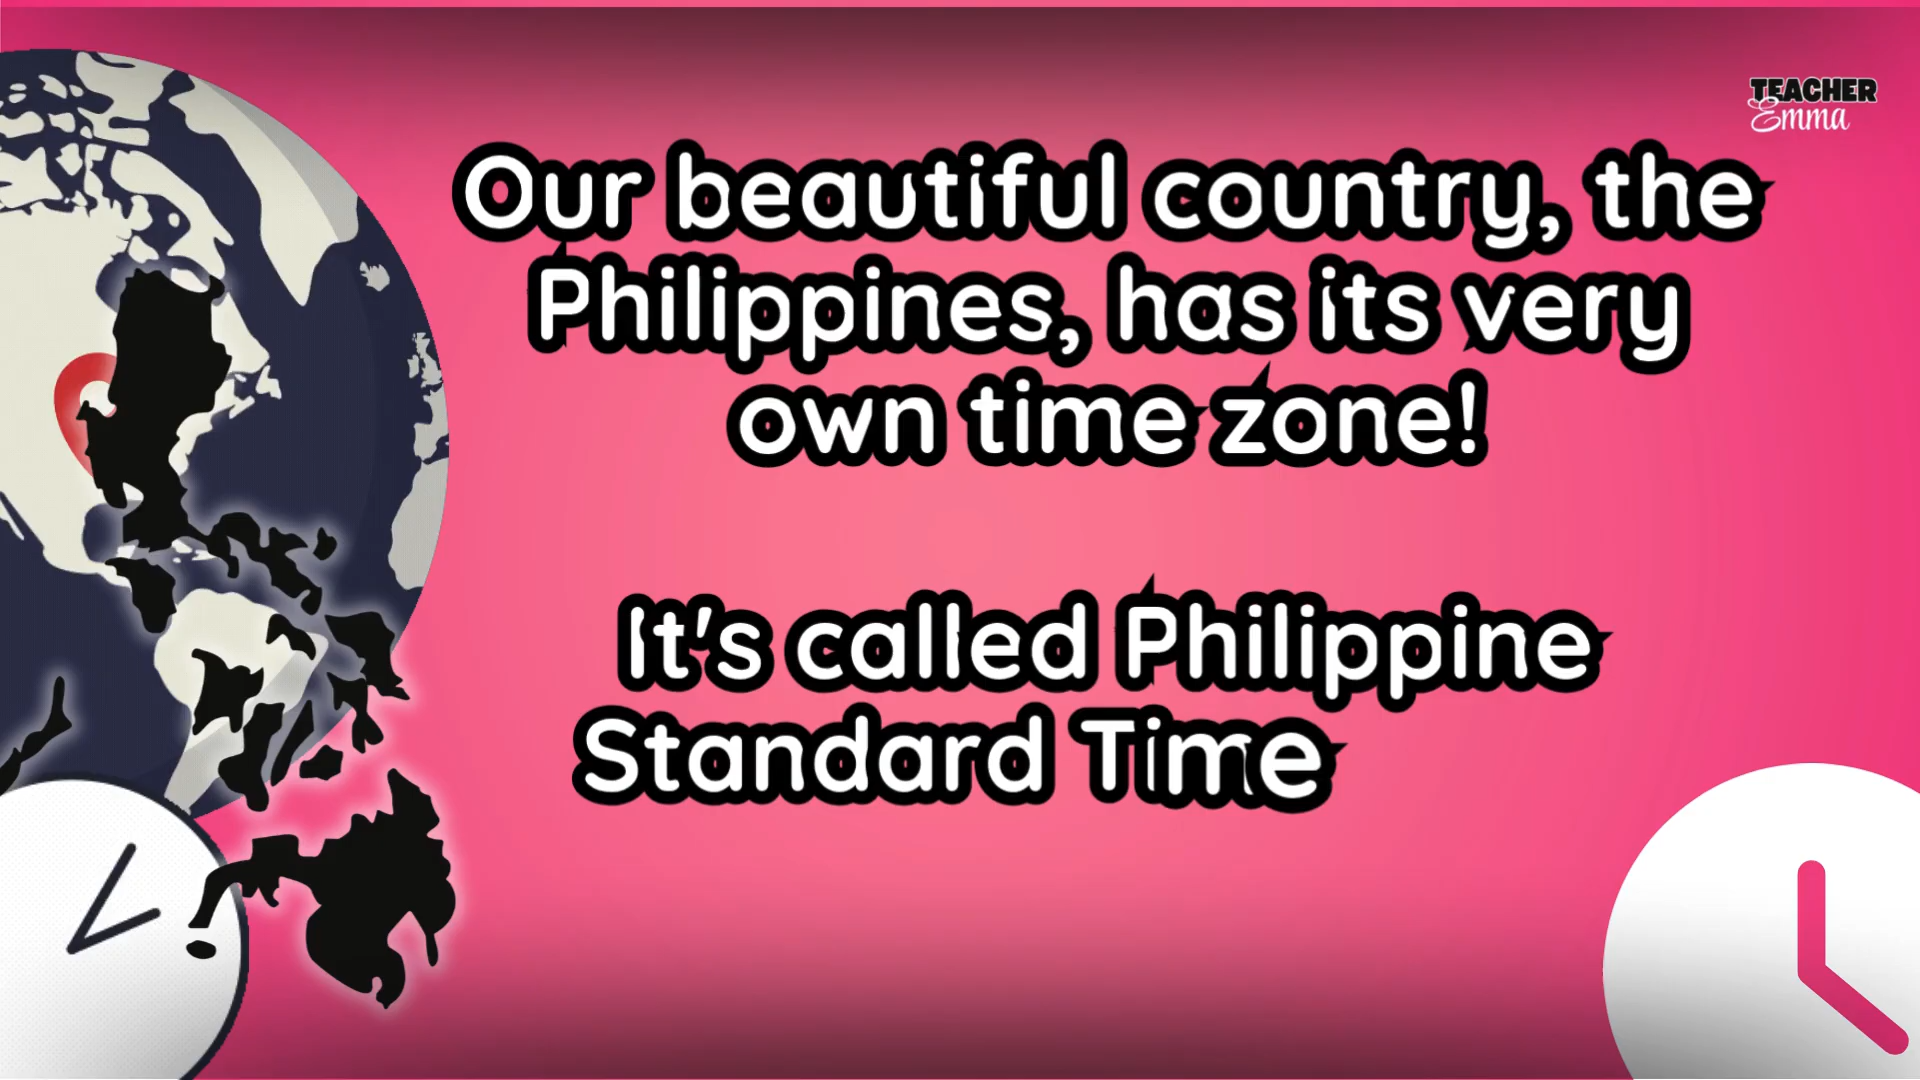 TEACHER
Emma
Our beautiful country, the
Philippines, has its very
own time zone!
It's called Philippine
Standard Time